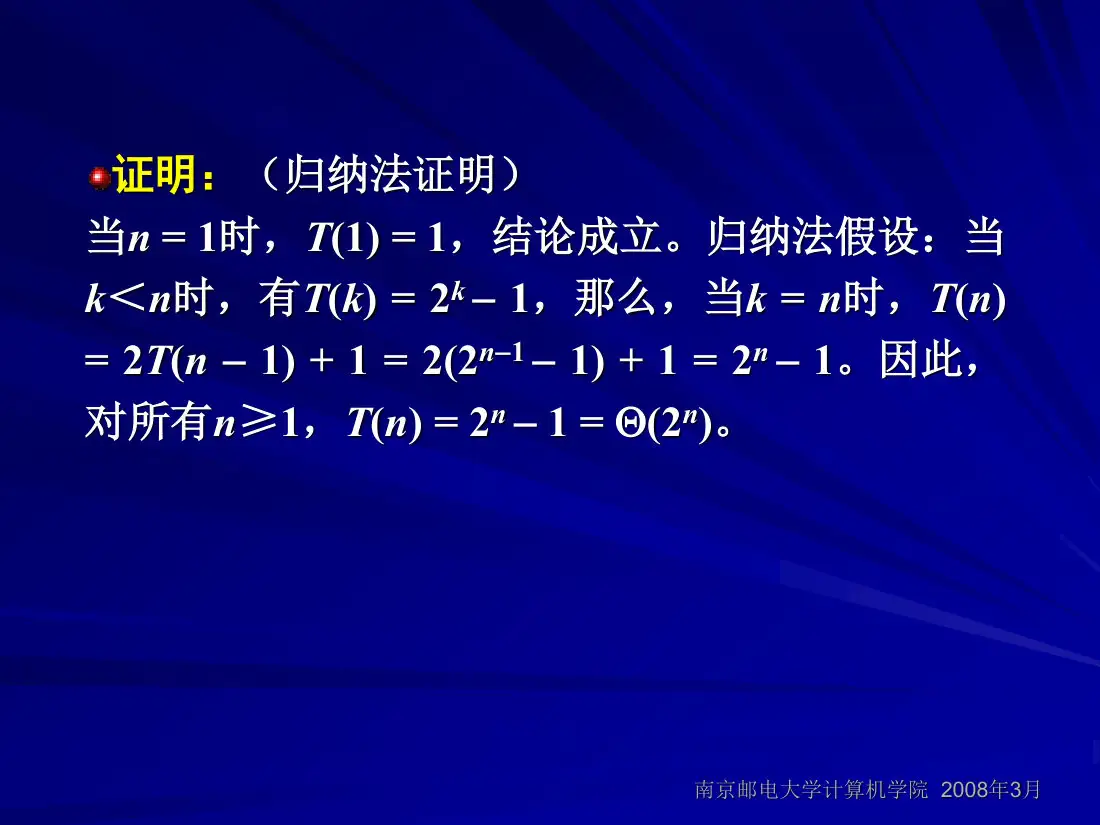 证明：（归纳法证明）
当n = 1时，T(1) = 1，结论成立。归纳法假设：当
k＜n时，有T(k) = 2ᵏ – 1，那么，当k = n时，T(n)
= 2T(n – 1) + 1 = 2(2ⁿ⁻¹ – 1) + 1 = 2ⁿ – 1。因此，
对所有n≥1，T(n) = 2ⁿ – 1 = Θ(2ⁿ)。
南京邮电大学计算机学院 2008年3月